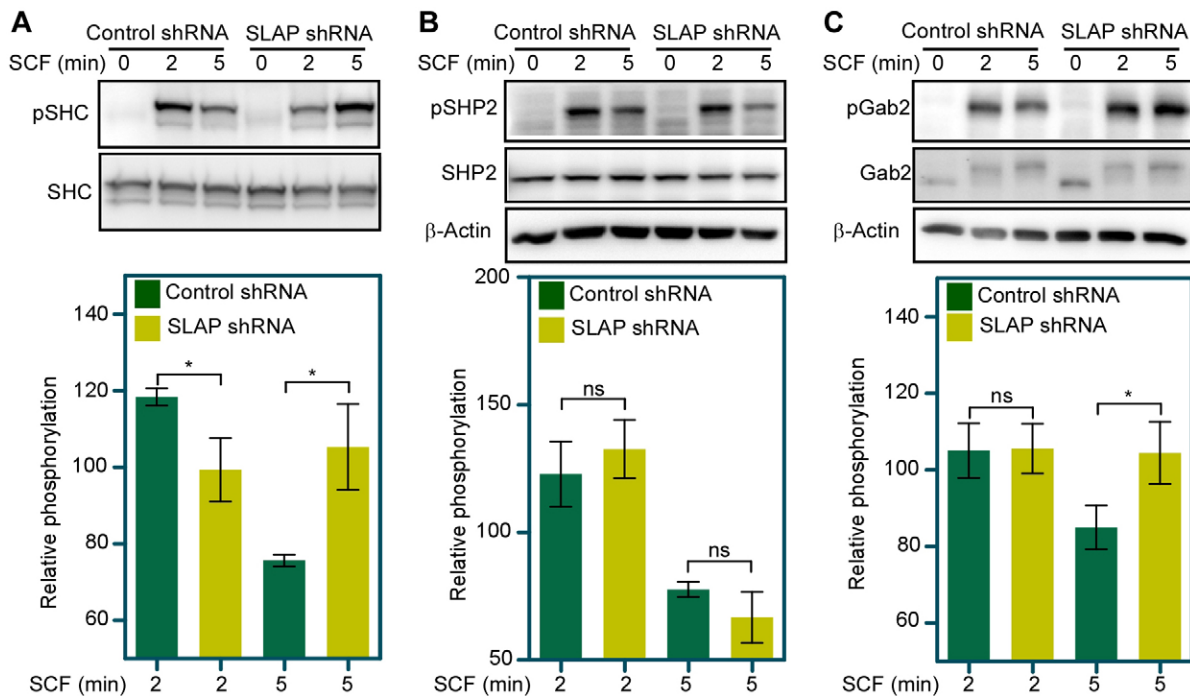 A
Control shRNA SLAP shRNA
SCF (min) 0 2 5 0 2 5
pSHC
SHC
140
120
100
80
60
Relative phosphorylation
Control shRNA
SLAP shRNA
*
*
SCF (min) 2 2 5 5
B
Control shRNA SLAP shRNA
SCF (min) 0 2 5 0 2 5
pSHP2
SHP2
β-Actin
200
150
100
50
Relative phosphorylation
Control shRNA
SLAP shRNA
ns
ns
SCF (min) 2 2 5 5
C
Control shRNA SLAP shRNA
SCF (min) 0 2 5 0 2 5
pGab2
Gab2
β-Actin
140
120
100
80
60
Relative phosphorylation
Control shRNA
SLAP shRNA
ns
*
SCF (min) 2 2 5 5